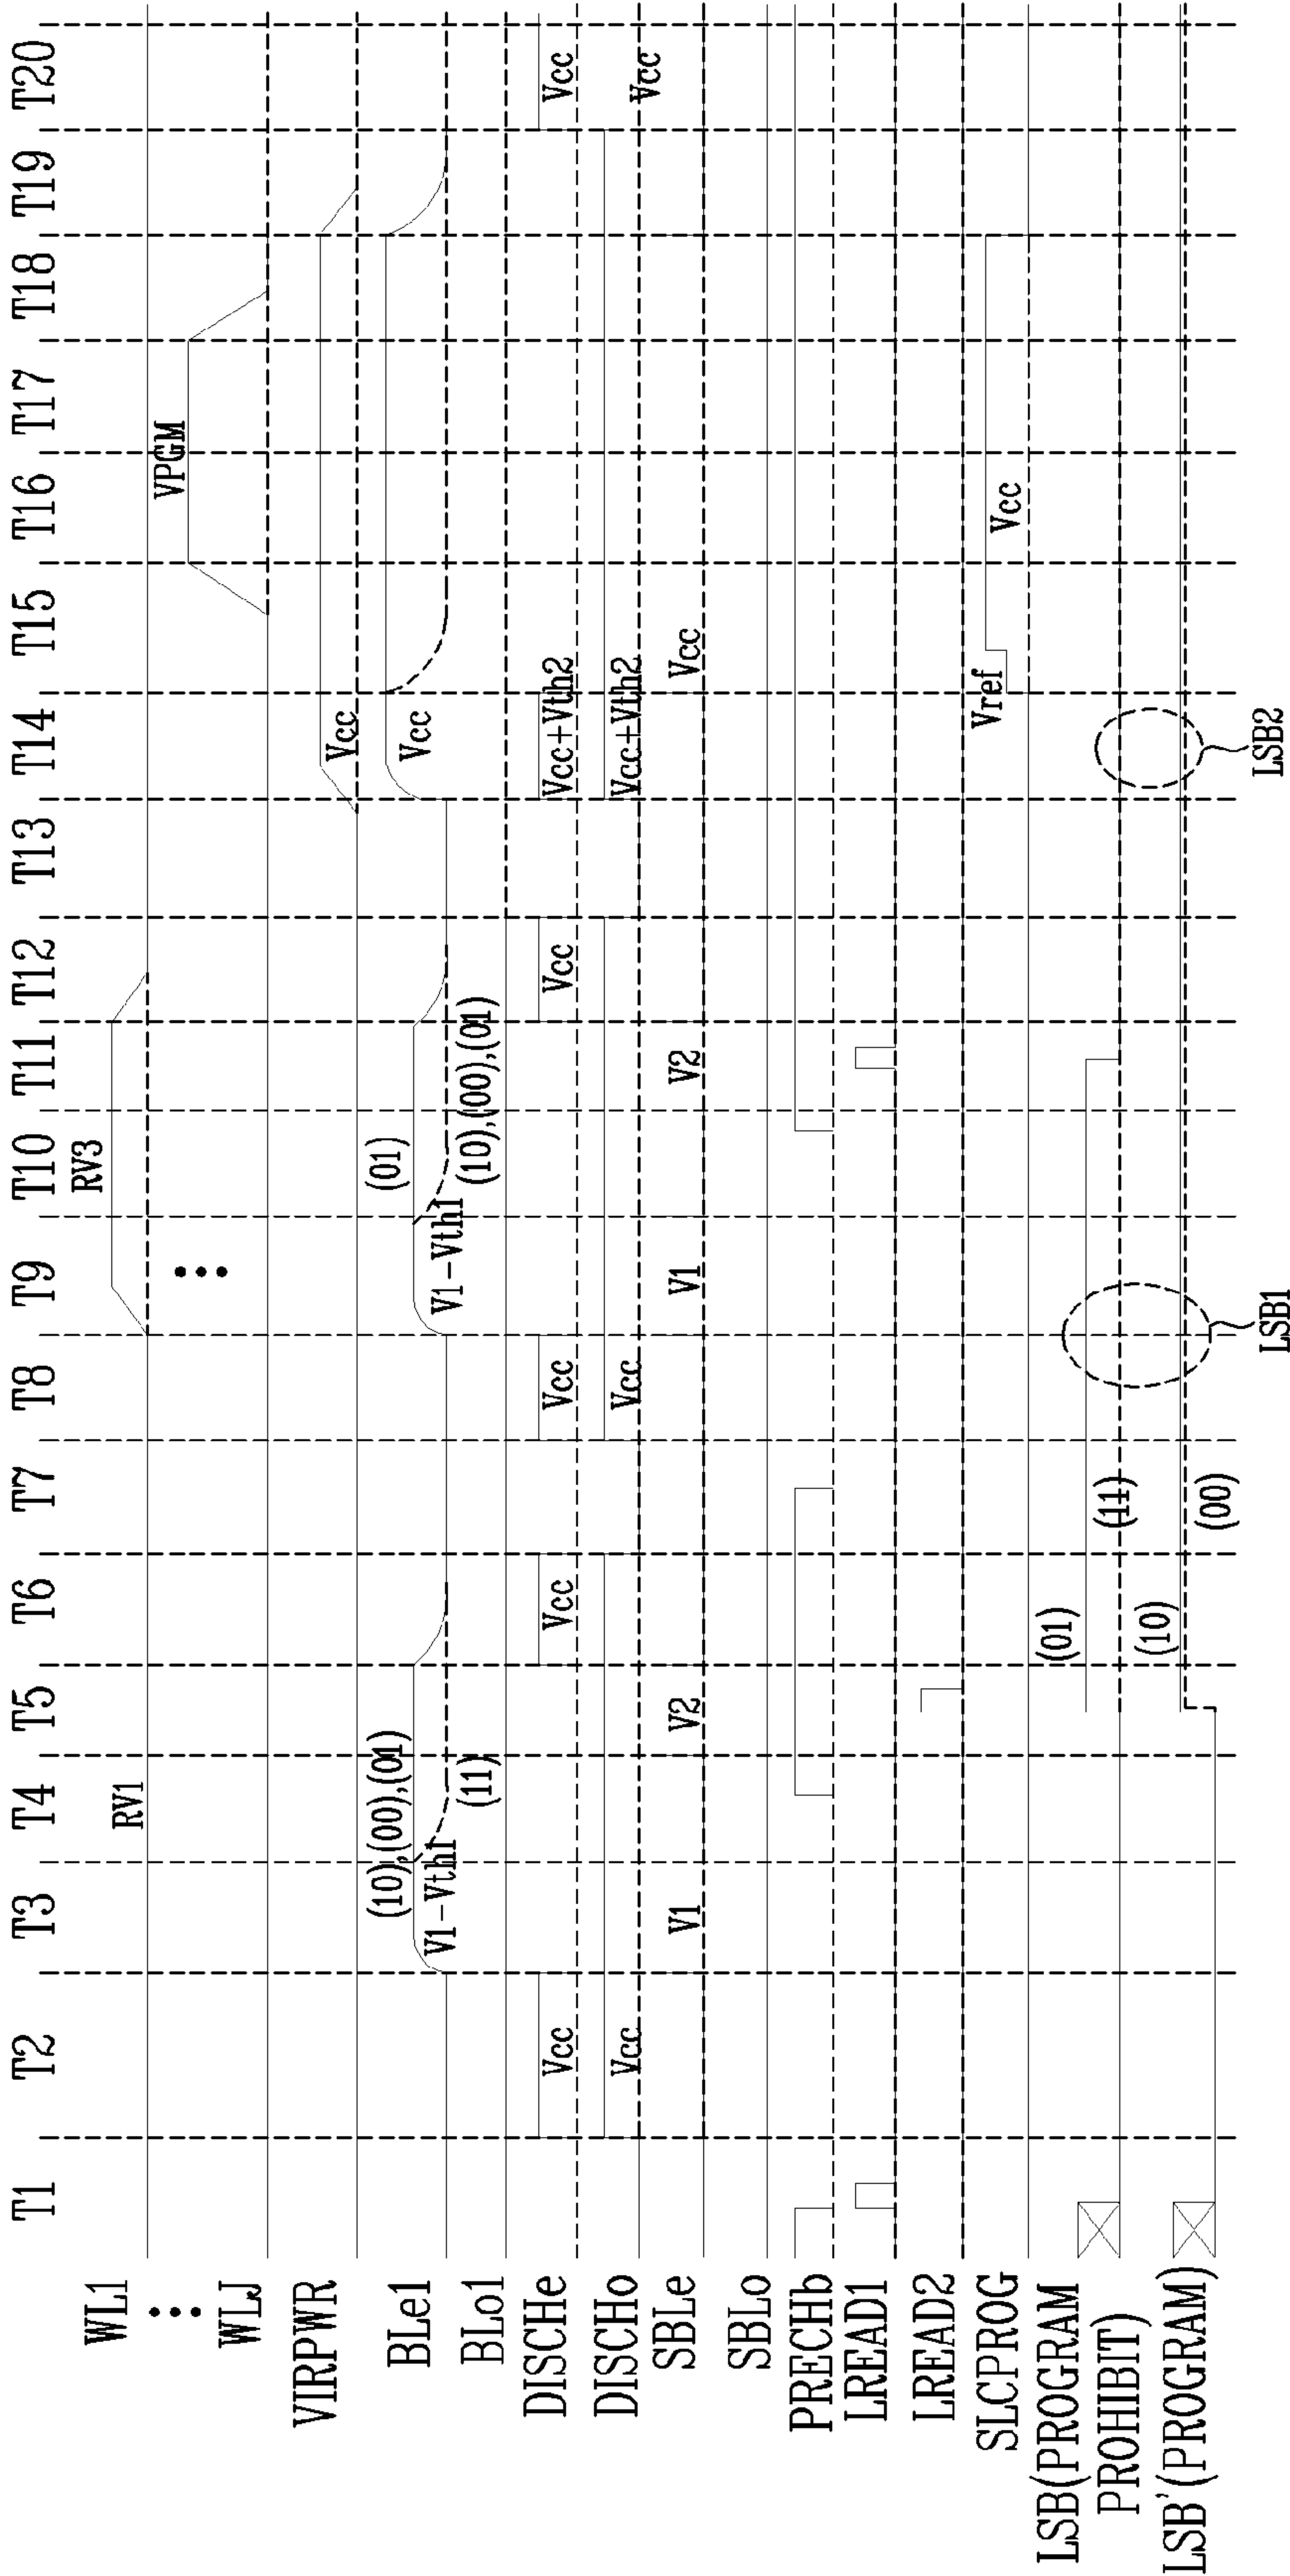 T1 T2 T3 T4 T5 T6 T7 T8 T9 T10 T11 T12 T13 T14 T15 T16 T17 T18 T19 T20
WL1 RV1 RV3
WLJ VPGM
VIRPWR Vcc
BLe1 (10),(00),(01) (01) Vcc
V1-Vth1 V1-Vth1
BLo1 (11) (10),(00),(01)
DISCHe Vcc Vcc Vcc Vcc Vcc+Vth2 Vcc
DISCHo Vcc Vcc Vcc+Vth2 Vcc
SBLe V1 V2 V1 V2 Vcc
SBLo
PRECHb
LREAD1
LREAD2
SLCPROG Vref Vcc
LSB(PROGRAM (01)
PROHIBIT) (11)
LSB'(PROGRAM) (10) (00)
LSB1 LSB2